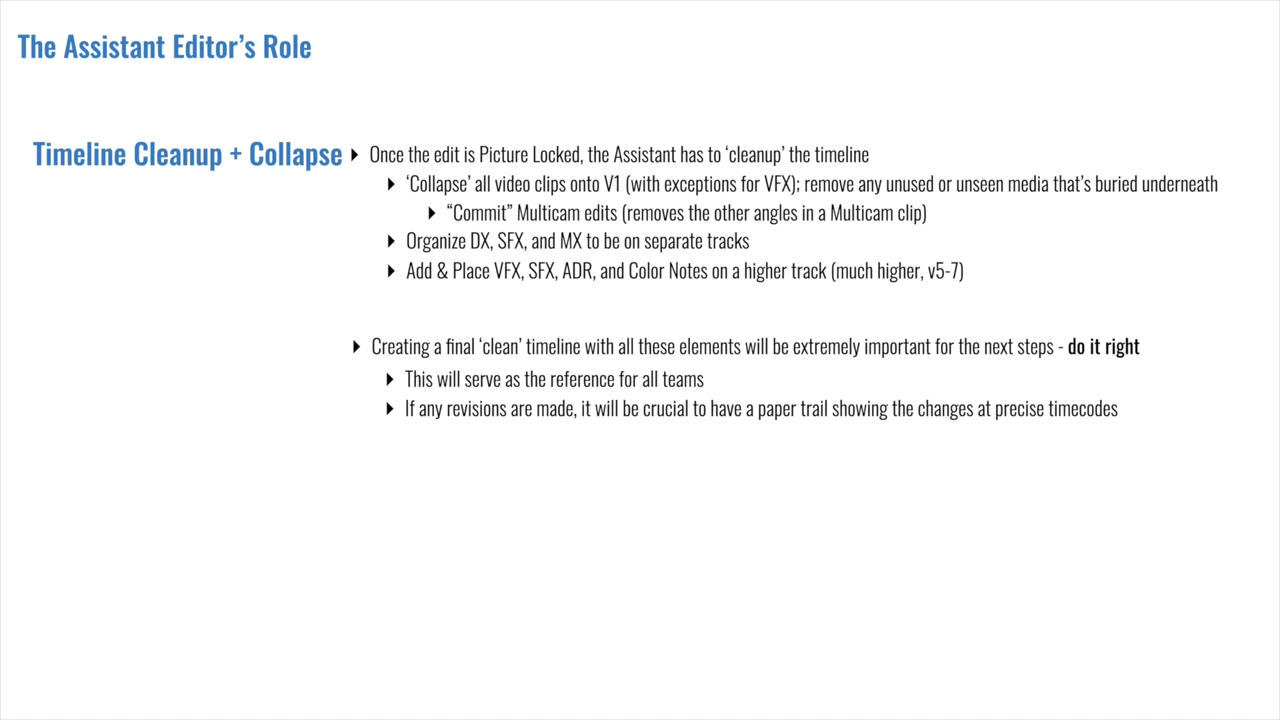 The Assistant Editor’s Role
Timeline Cleanup + Collapse
Once the edit is Picture Locked, the Assistant has to ‘cleanup’ the timeline
‘Collapse’ all video clips onto V1 (with exceptions for VFX); remove any unused or unseen media that’s buried underneath
“Commit” Multicam edits (removes the other angles in a Multicam clip)
Organize DX, SFX, and MX to be on separate tracks
Add & Place VFX, SFX, ADR, and Color Notes on a higher track (much higher, v5-7)
Creating a final ‘clean’ timeline with all these elements will be extremely important for the next steps - do it right
This will serve as the reference for all teams
If any revisions are made, it will be crucial to have a paper trail showing the changes at precise timecodes